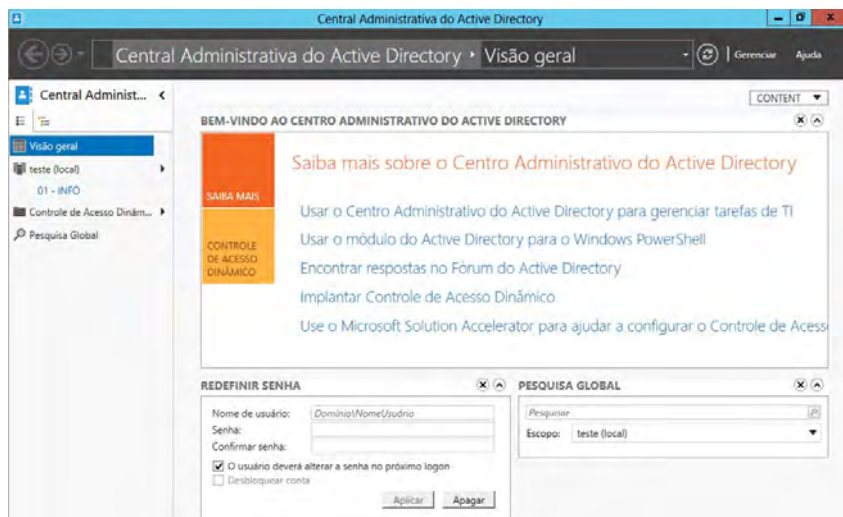 Central Administrativa do Active Directory
Central Administrativa do Active Directory • Visão geral
Gerenciar
Ajuda
Central Administ...
CONTENT
BEM-VINDO AO CENTRO ADMINISTRATIVO DO ACTIVE DIRECTORY
Visão geral
teste (local)
01 - INFO
Controle de Acesso Dinâm...
Pesquisa Global
SAIBA MAIS
CONTROLE
DE ACESSO
DINÂMICO
Saiba mais sobre o Centro Administrativo do Active Directory
Usar o Centro Administrativo do Active Directory para gerenciar tarefas de TI
Usar o módulo do Active Directory para o Windows PowerShell
Encontrar respostas no Fórum do Active Directory
Implantar Controle de Acesso Dinâmico
Use o Microsoft Solution Accelerator para ajudar a configurar o Controle de Acess
REDEFINIR SENHA
Nome de usuário:
Domínio\NomeUsuário
Senha:
Confirmar senha:
O usuário deverá alterar a senha no próximo logon
Desbloquear conta
Aplicar
Apagar
PESQUISA GLOBAL
Pesquisar
Escopo:
teste (local)